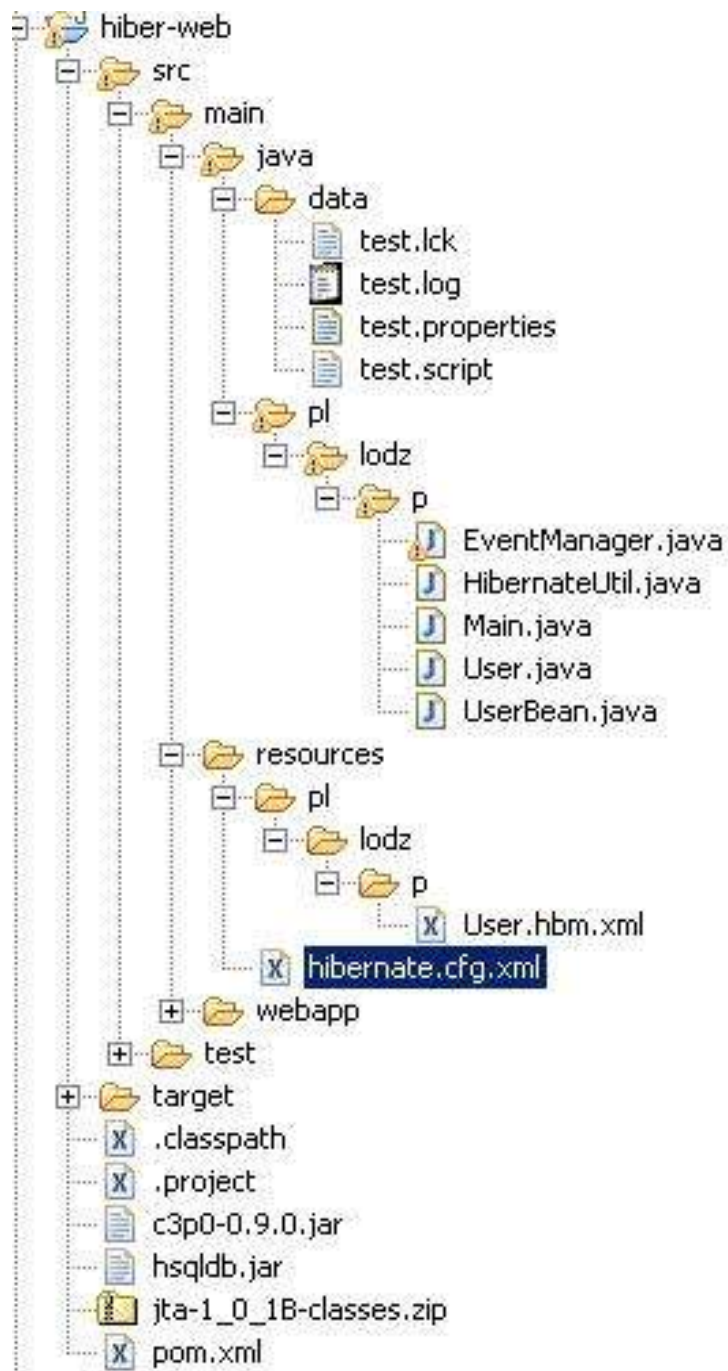 hiber-web
src
main
java
data
test.lck
test.log
test.properties
test.script
pl
lodz
p
EventManager.java
HibernateUtil.java
Main.java
User.java
UserBean.java
resources
pl
lodz
p
User.hbm.xml
hibernate.cfg.xml
webapp
test
target
.classpath
.project
c3p0-0.9.0.jar
hsqldb.jar
jta-1_0_1B-classes.zip
pom.xml